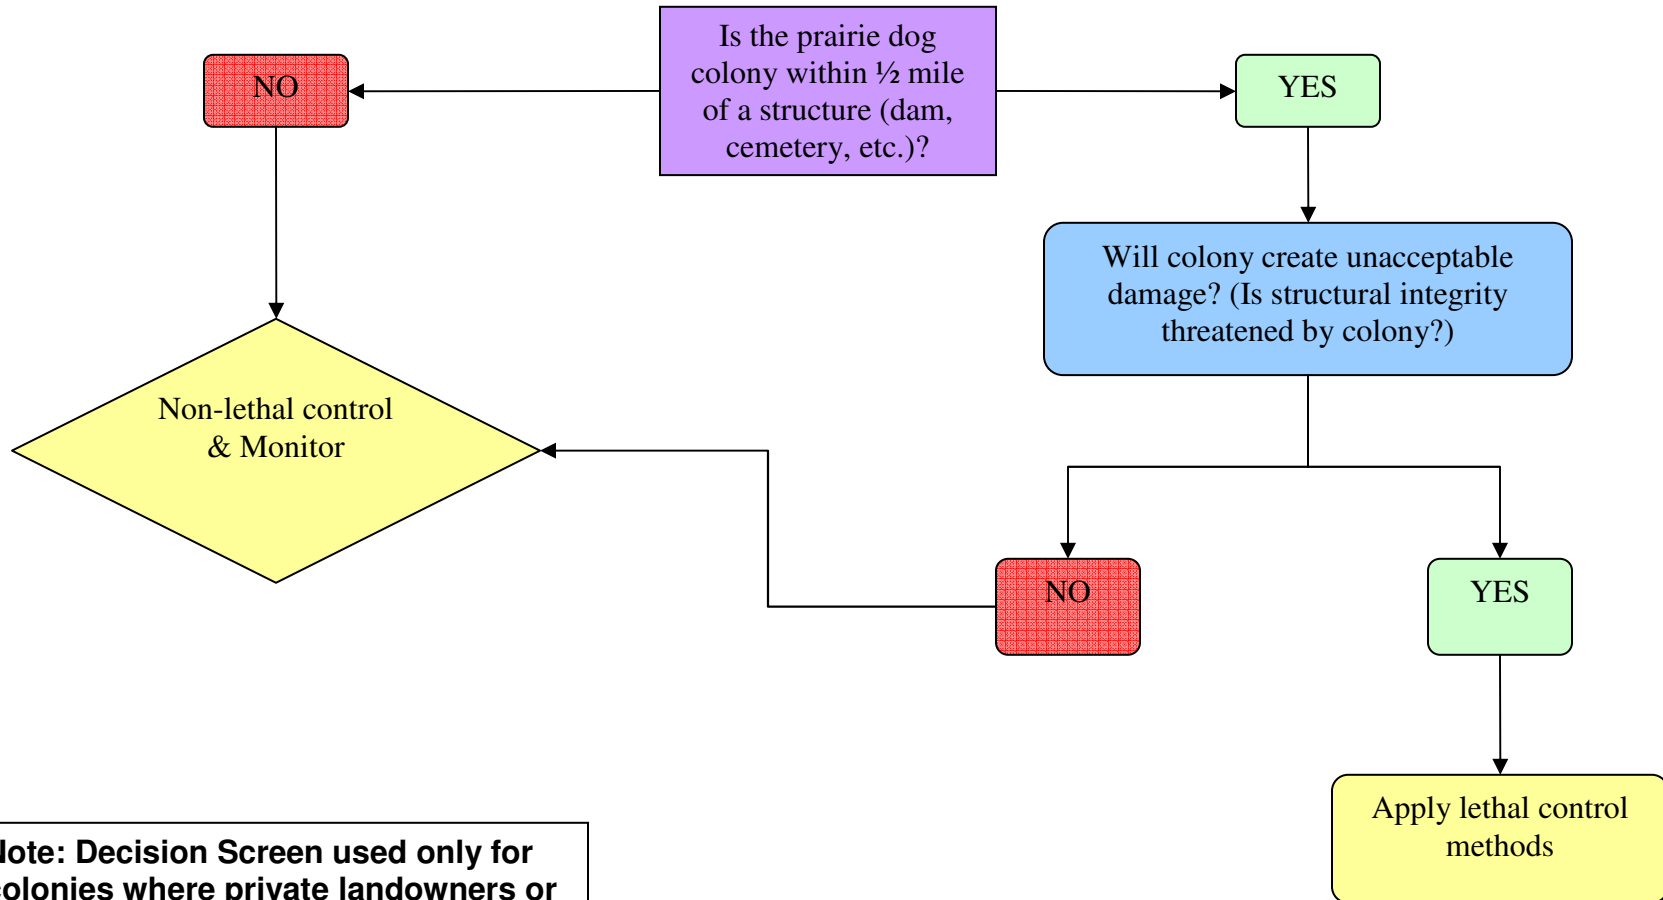 Is the prairie dog
colony within ½ mile
of a structure (dam,
cemetery, etc.)?
NO
YES
Will colony create unacceptable
damage? (Is structural integrity
threatened by colony?)
Non-lethal control
& Monitor
NO
YES
Apply lethal control
methods
Note: Decision Screen used only for
colonies where private landowners or